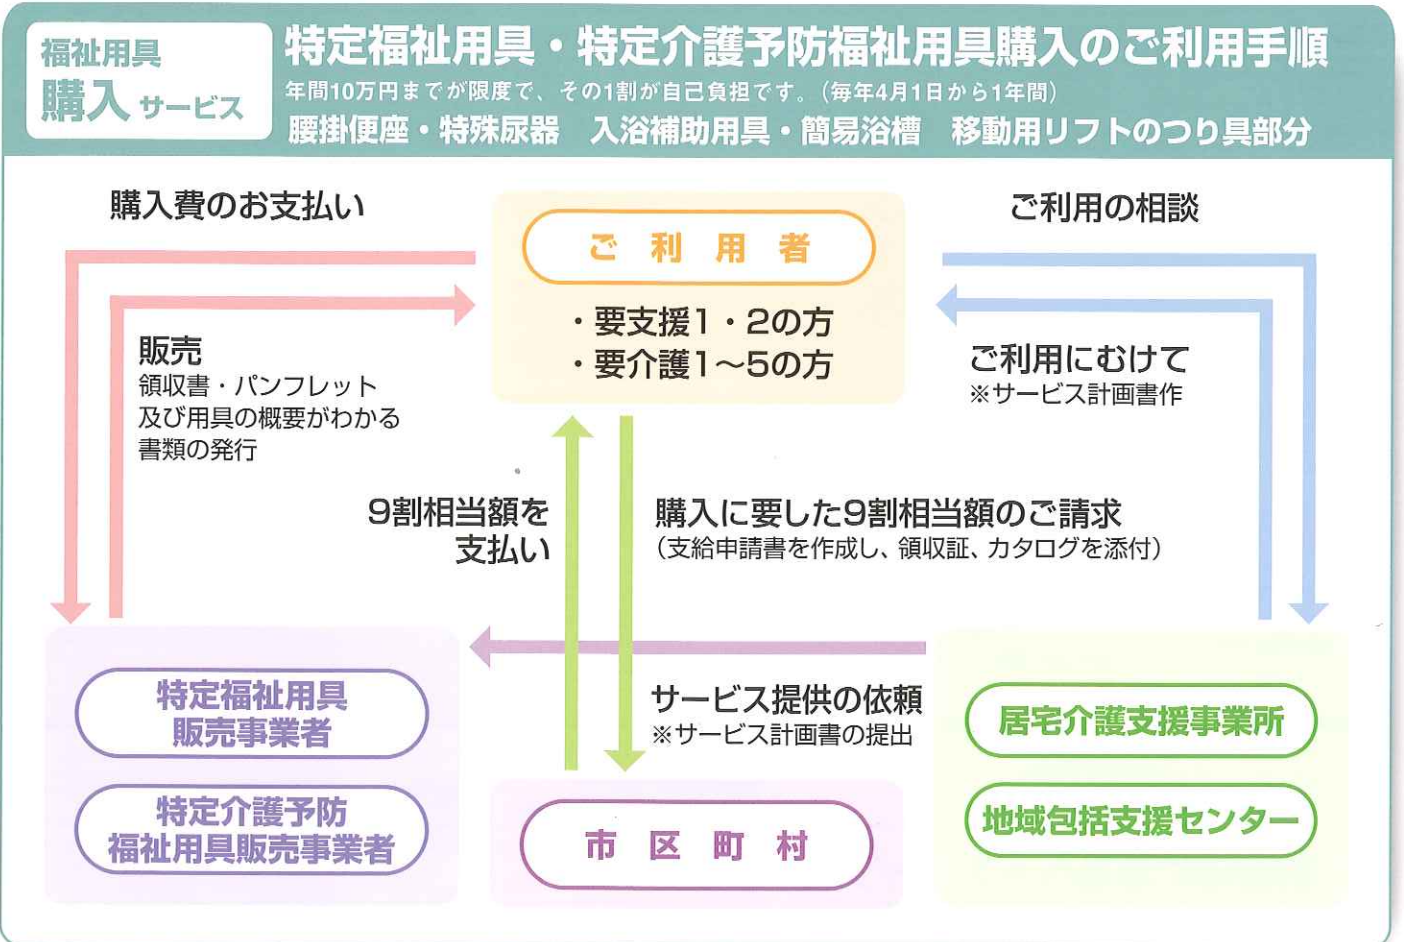 福祉用具
購入 サービス
特定福祉用具・特定介護予防福祉用具購入のご利用手順
年間10万円までが限度で、その1割が自己負担です。(毎年4月1日から1年間)
腰掛便座・特殊尿器 入浴補助用具・簡易浴槽 移動用リフトのつり具部分
購入費のお支払い
ご利用者
ご利用の相談
・要支援1・2の方
・要介護1〜5の方
販売
領収書・パンフレット
及び用具の概要がわかる
書類の発行
ご利用にむけて
※サービス計画書作
9割相当額を
支払い
購入に要した9割相当額のご請求
(支給申請書を作成し、領収証、カタログを添付)
特定福祉用具
販売事業者
特定介護予防
福祉用具販売事業者
サービス提供の依頼
※サービス計画書の提出
市区町村
居宅介護支援事業所
地域包括支援センター